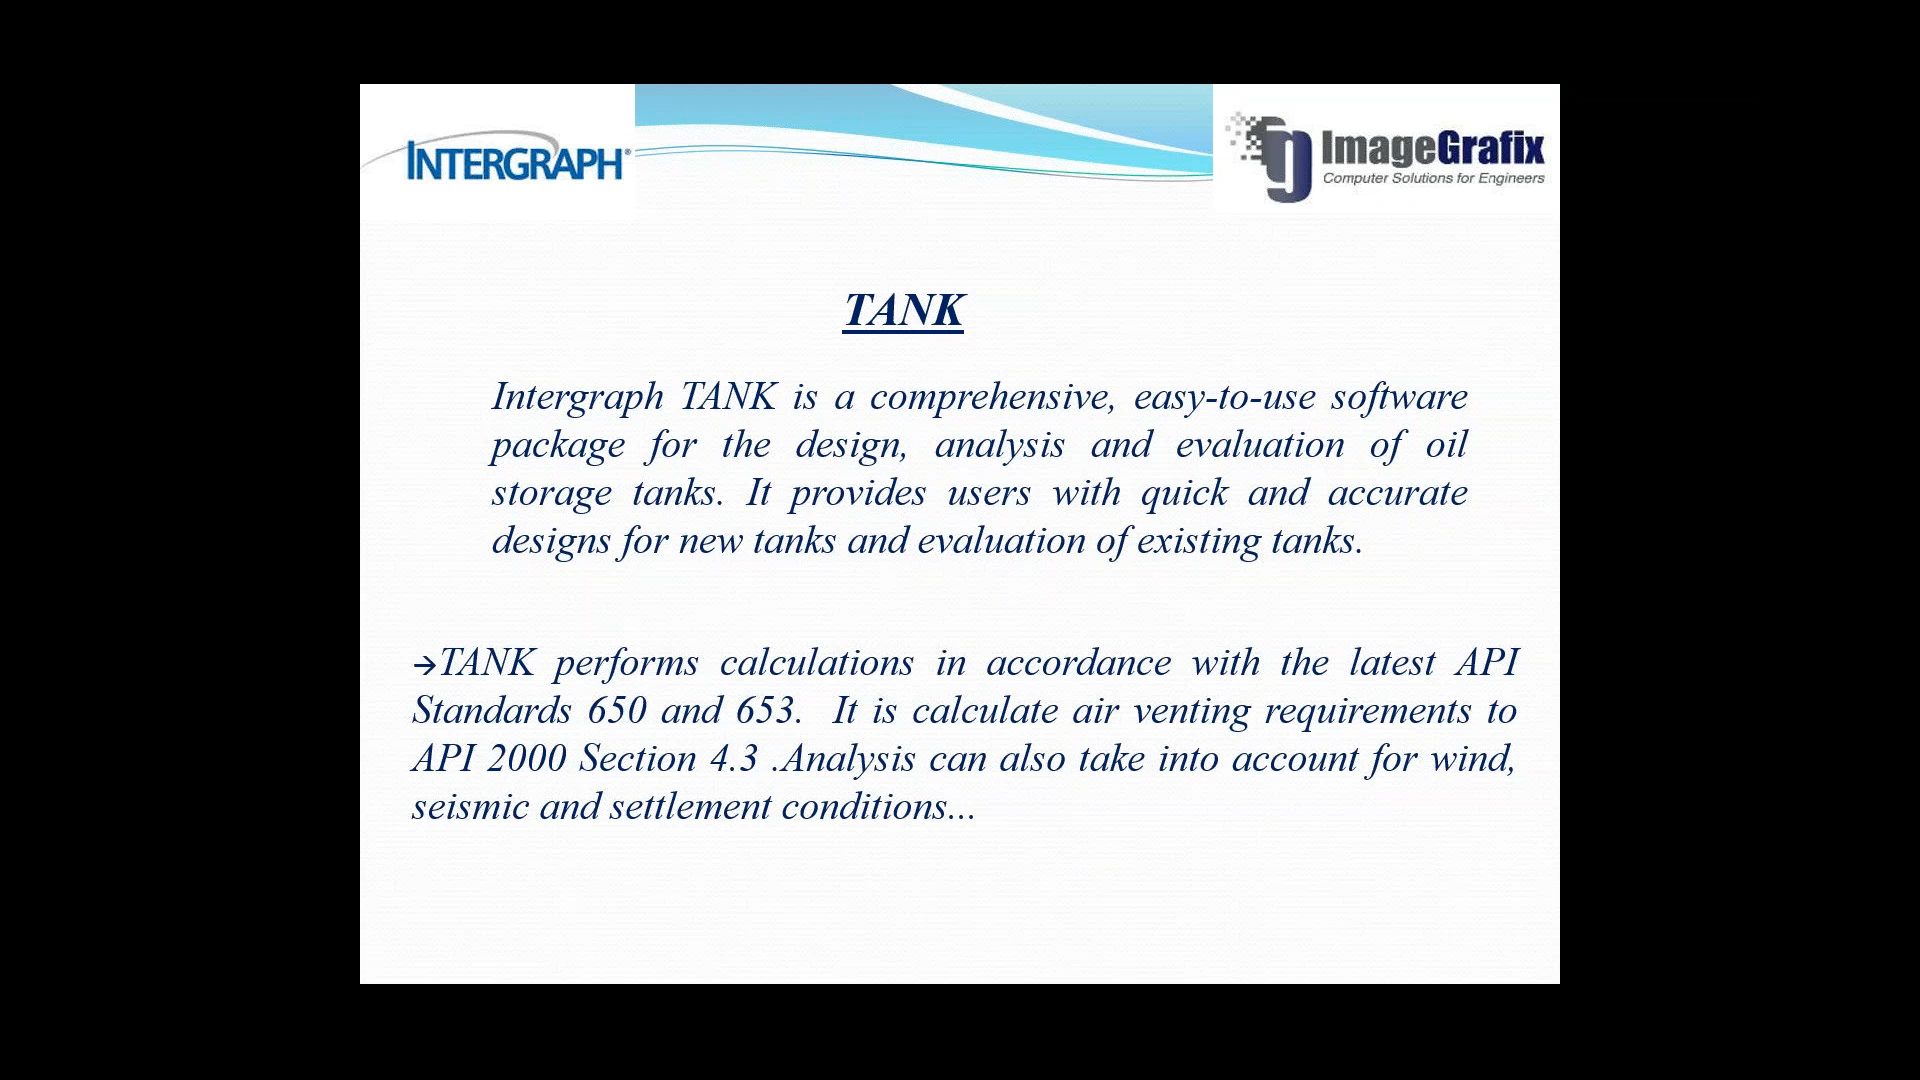 INTERGRAPH®
ImageGrafix
Computer Solutions for Engineers
TANK
Intergraph TANK is a comprehensive, easy-to-use software
package for the design, analysis and evaluation of oil
storage tanks. It provides users with quick and accurate
designs for new tanks and evaluation of existing tanks.
→TANK performs calculations in accordance with the latest API
Standards 650 and 653.  It is calculate air venting requirements to
API 2000 Section 4.3 .Analysis can also take into account for wind,
seismic and settlement conditions...